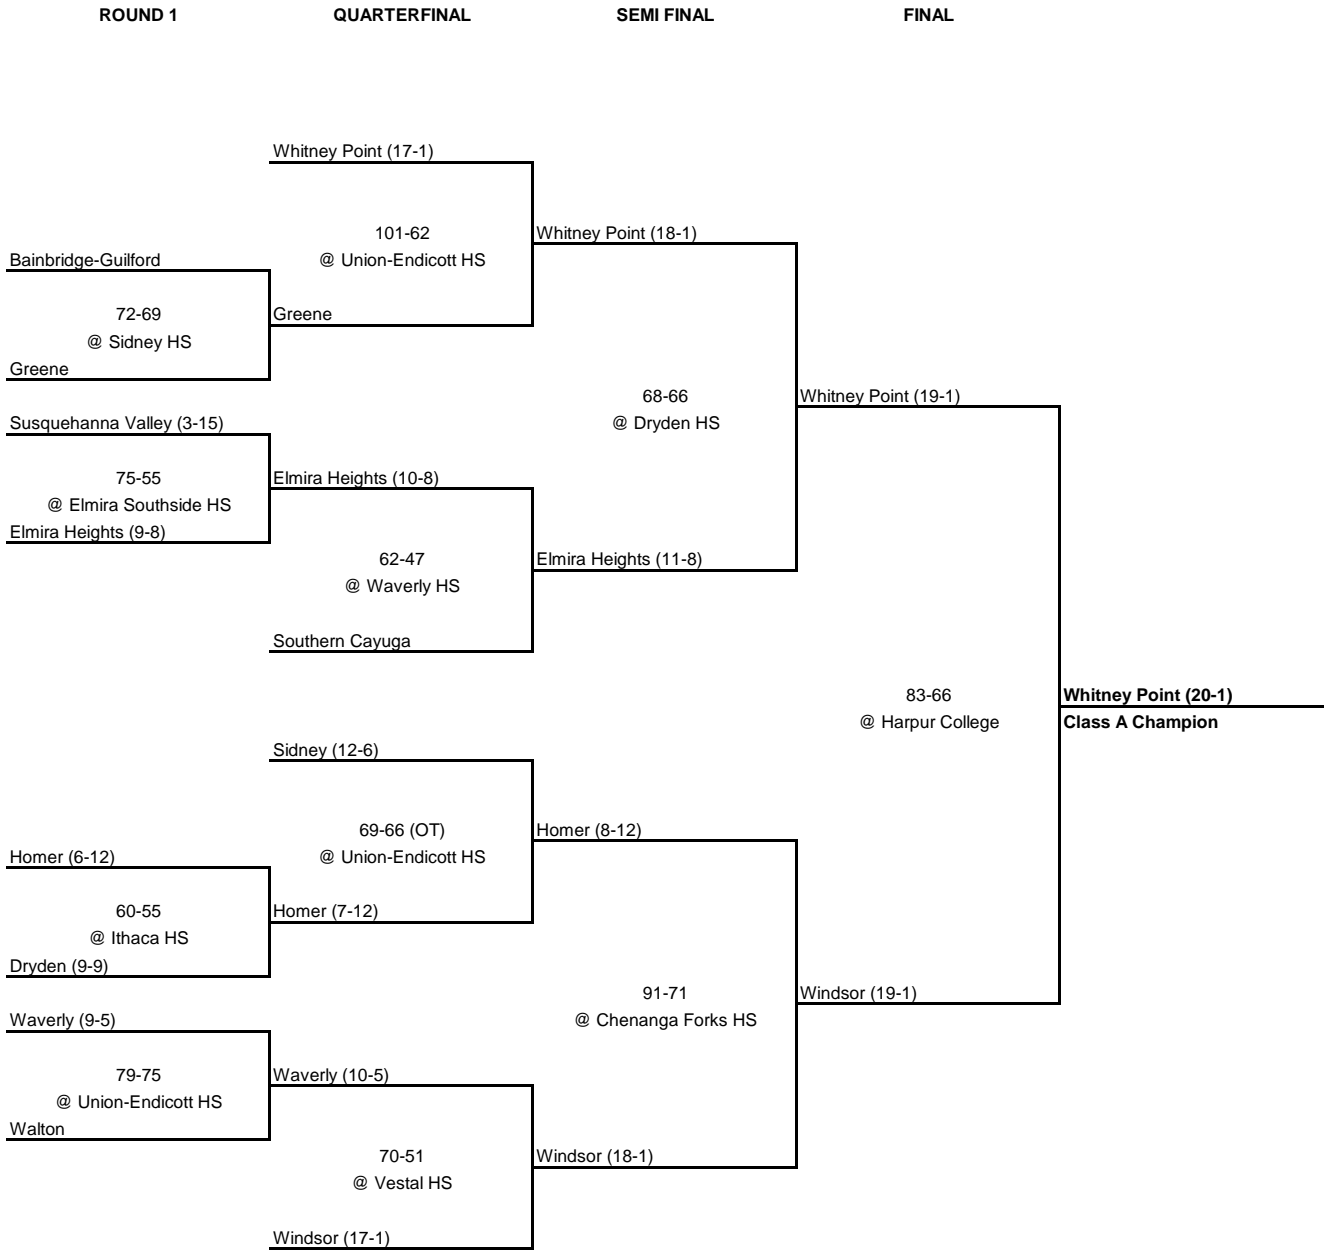 ROUND 1 QUARTERFINAL SEMI FINAL FINAL
Whitney Point (17-1)
101-62
@ Union-Endicott HS
Whitney Point (18-1)
Bainbridge-Guilford
72-69
@ Sidney HS
Greene
Greene
68-66
@ Dryden HS
Whitney Point (19-1)
Susquehanna Valley (3-15)
75-55
@ Elmira Southside HS
Elmira Heights (9-8)
Elmira Heights (10-8)
62-47
@ Waverly HS
Elmira Heights (11-8)
Southern Cayuga
83-66
@ Harpur College
Whitney Point (20-1)
Class A Champion
Sidney (12-6)
69-66 (OT)
@ Union-Endicott HS
Homer (8-12)
Homer (6-12)
60-55
@ Ithaca HS
Dryden (9-9)
Homer (7-12)
91-71
@ Chenanga Forks HS
Windsor (19-1)
Waverly (9-5)
79-75
@ Union-Endicott HS
Walton
Waverly (10-5)
70-51
@ Vestal HS
Windsor (18-1)
Windsor (17-1)